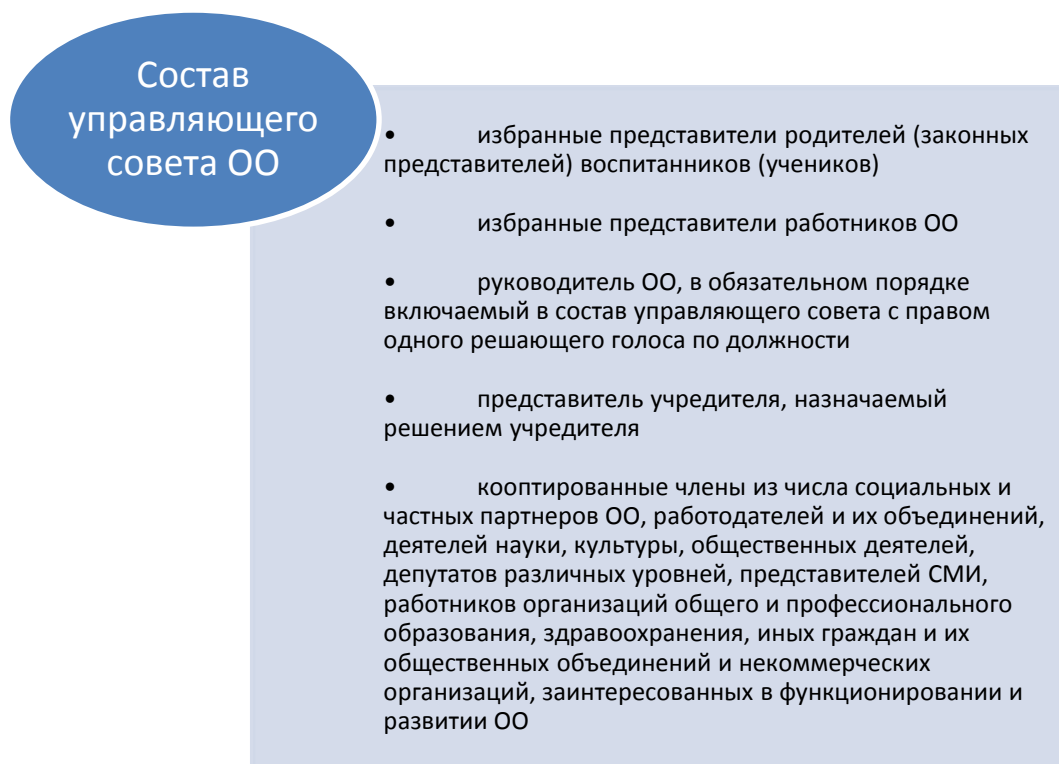 Состав
управляющего
совета ОО
• избранные представители родителей (законных
представителей) воспитанников (учеников)
• избранные представители работников ОО
• руководитель ОО, в обязательном порядке
включаемый в состав управляющего совета с правом
одного решающего голоса по должности
• представитель учредителя, назначаемый
решением учредителя
• кооптированные члены из числа социальных и
частных партнеров ОО, работодателей и их объединений,
деятелей науки, культуры, общественных деятелей,
депутатов различных уровней, представителей СМИ,
работников организаций общего и профессионального
образования, здравоохранения, иных граждан и их
общественных объединений и некоммерческих
организаций, заинтересованных в функционировании и
развитии ОО